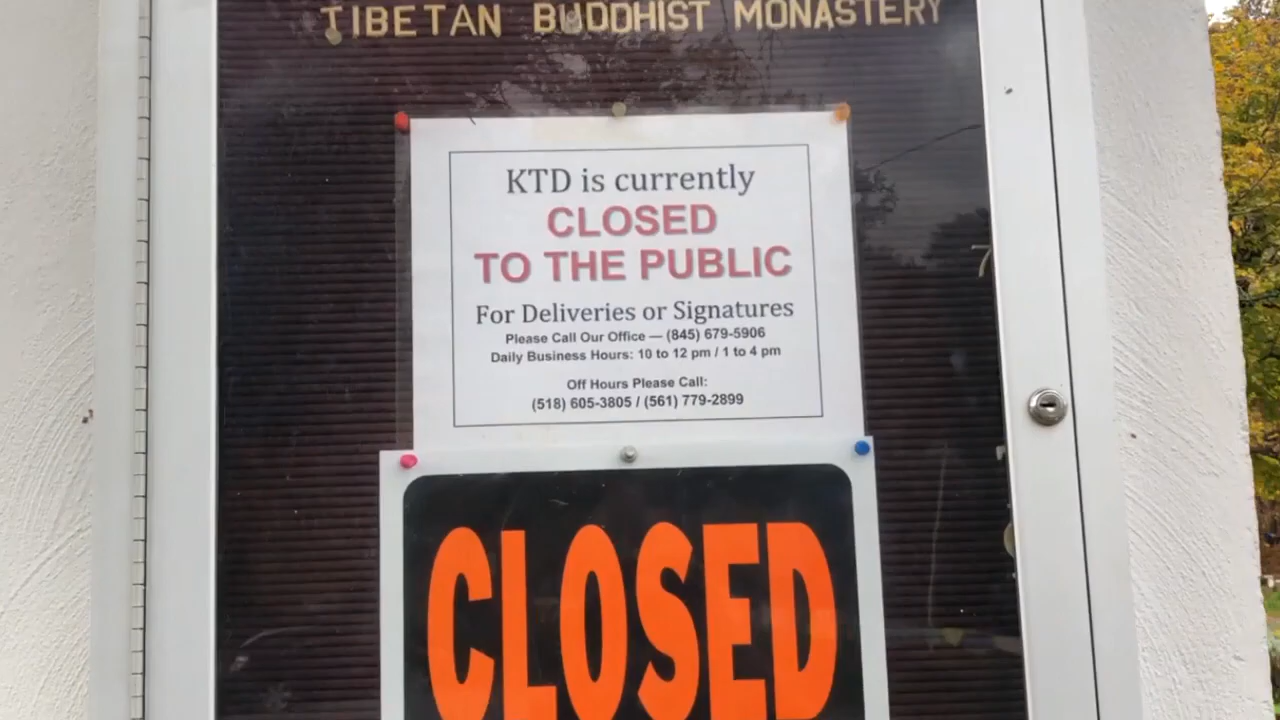 TIBETAN BUDDHIST MONASTERY
KTD is currently
CLOSED
TO THE PUBLIC
For Deliveries or Signatures
Please Call Our Office — (845) 679-5906
Daily Business Hours: 10 to 12 pm / 1 to 4 pm
Off Hours Please Call:
(518) 605-3805 / (561) 779-2899
CLOSED